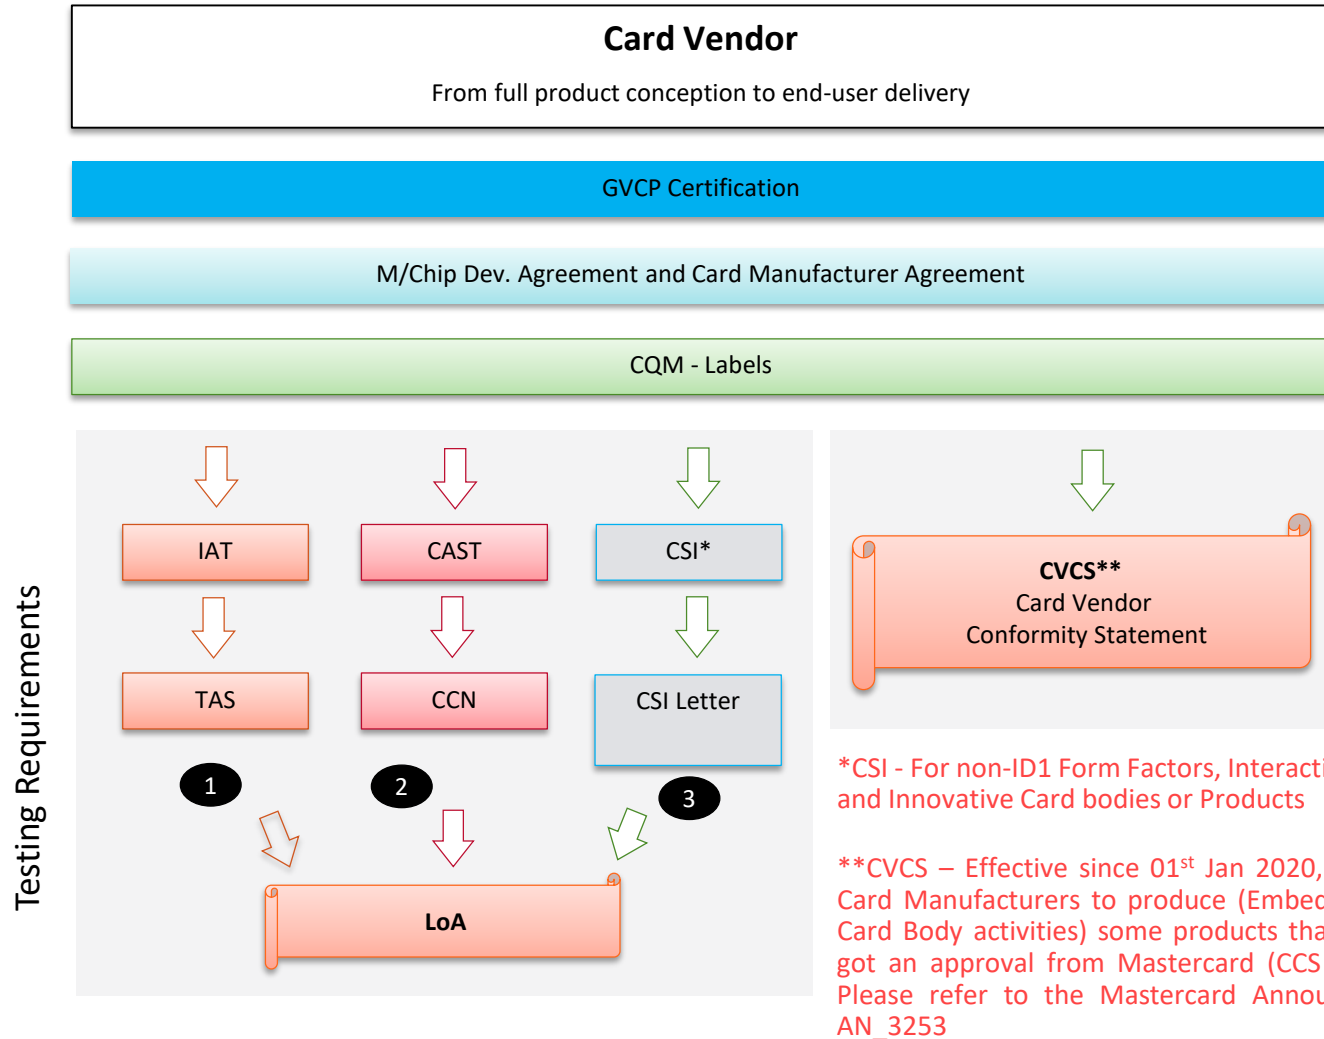 Card Vendor
From full product conception to end-user delivery
GVCP Certification
M/Chip Dev. Agreement and Card Manufacturer Agreement
CQM - Labels
Testing Requirements
IAT
CAST
CSI*
TAS
CCN
CSI Letter
1
2
3
LoA
CVCS**
Card Vendor
Conformity Statement
*CSI - For non-ID1 Form Factors, Interacti
and Innovative Card bodies or Products
**CVCS – Effective since 01st Jan 2020,
Card Manufacturers to produce (Embed
Card Body activities) some products tha
got an approval from Mastercard (CCS
Please refer to the Mastercard Annou
AN_3253